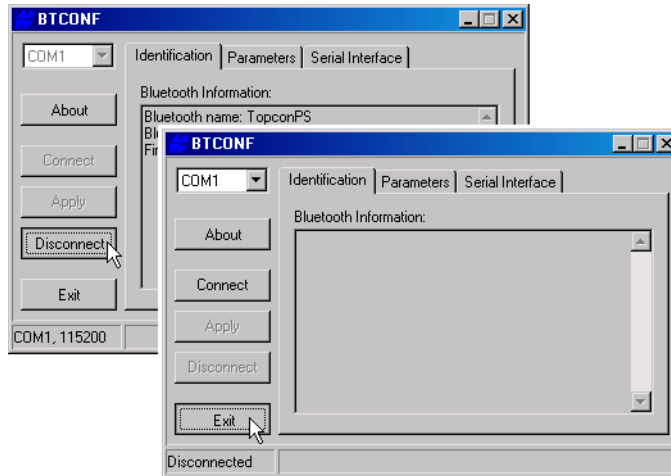 BTCONF
COM1
Identification
Parameters
Serial Interface
Bluetooth Information:
Bluetooth name: TopconPS
About
Connect
Apply
Disconnect
Exit
COM1, 115200
BTCONF
COM1
Identification
Parameters
Serial Interface
Bluetooth Information:
About
Connect
Apply
Disconnect
Exit
Disconnected